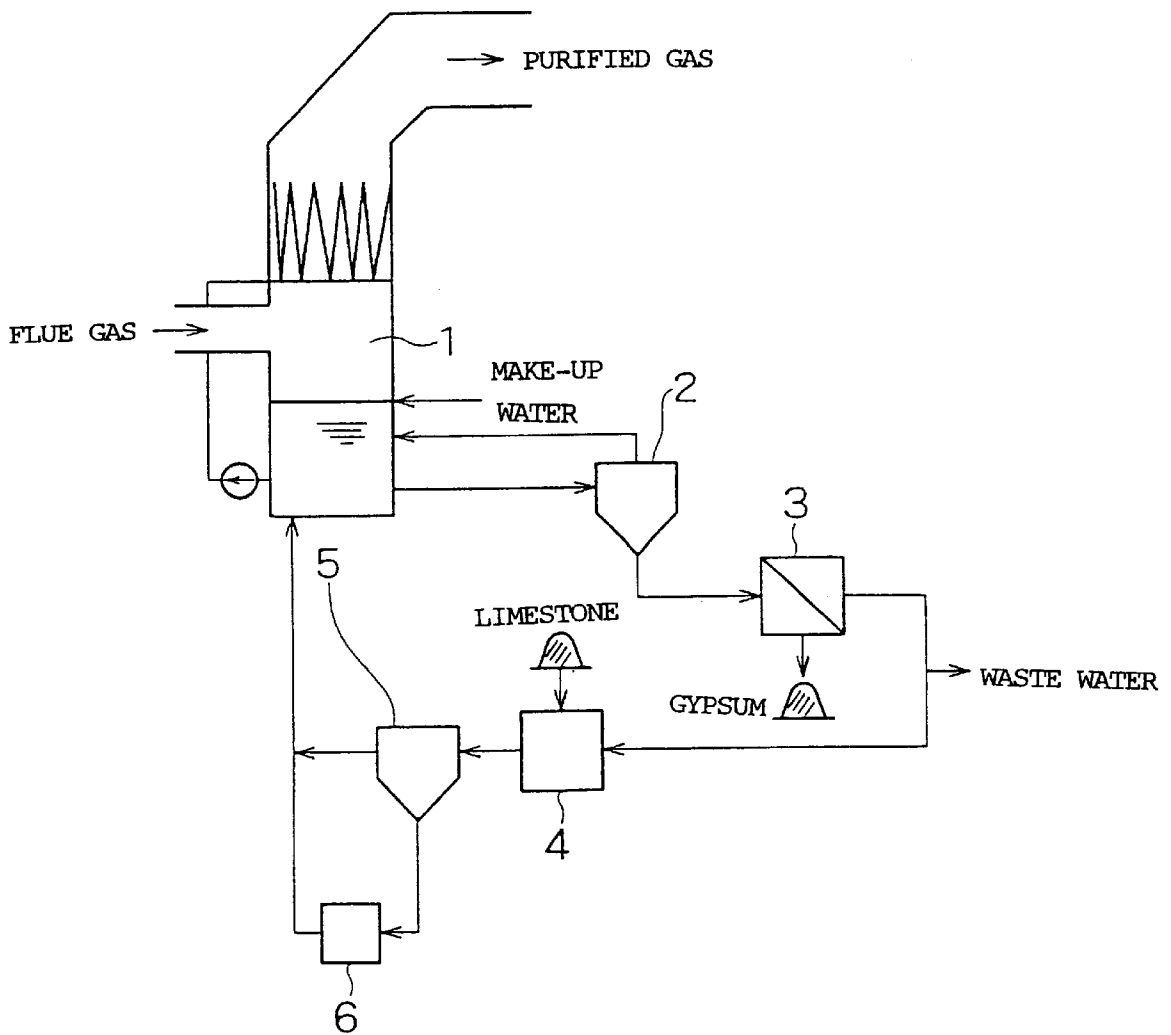 PURIFIED GAS
FLUE GAS
1
MAKE-UP
WATER
2
3
5
LIMESTONE
GYPSUM
WASTE WATER
4
6